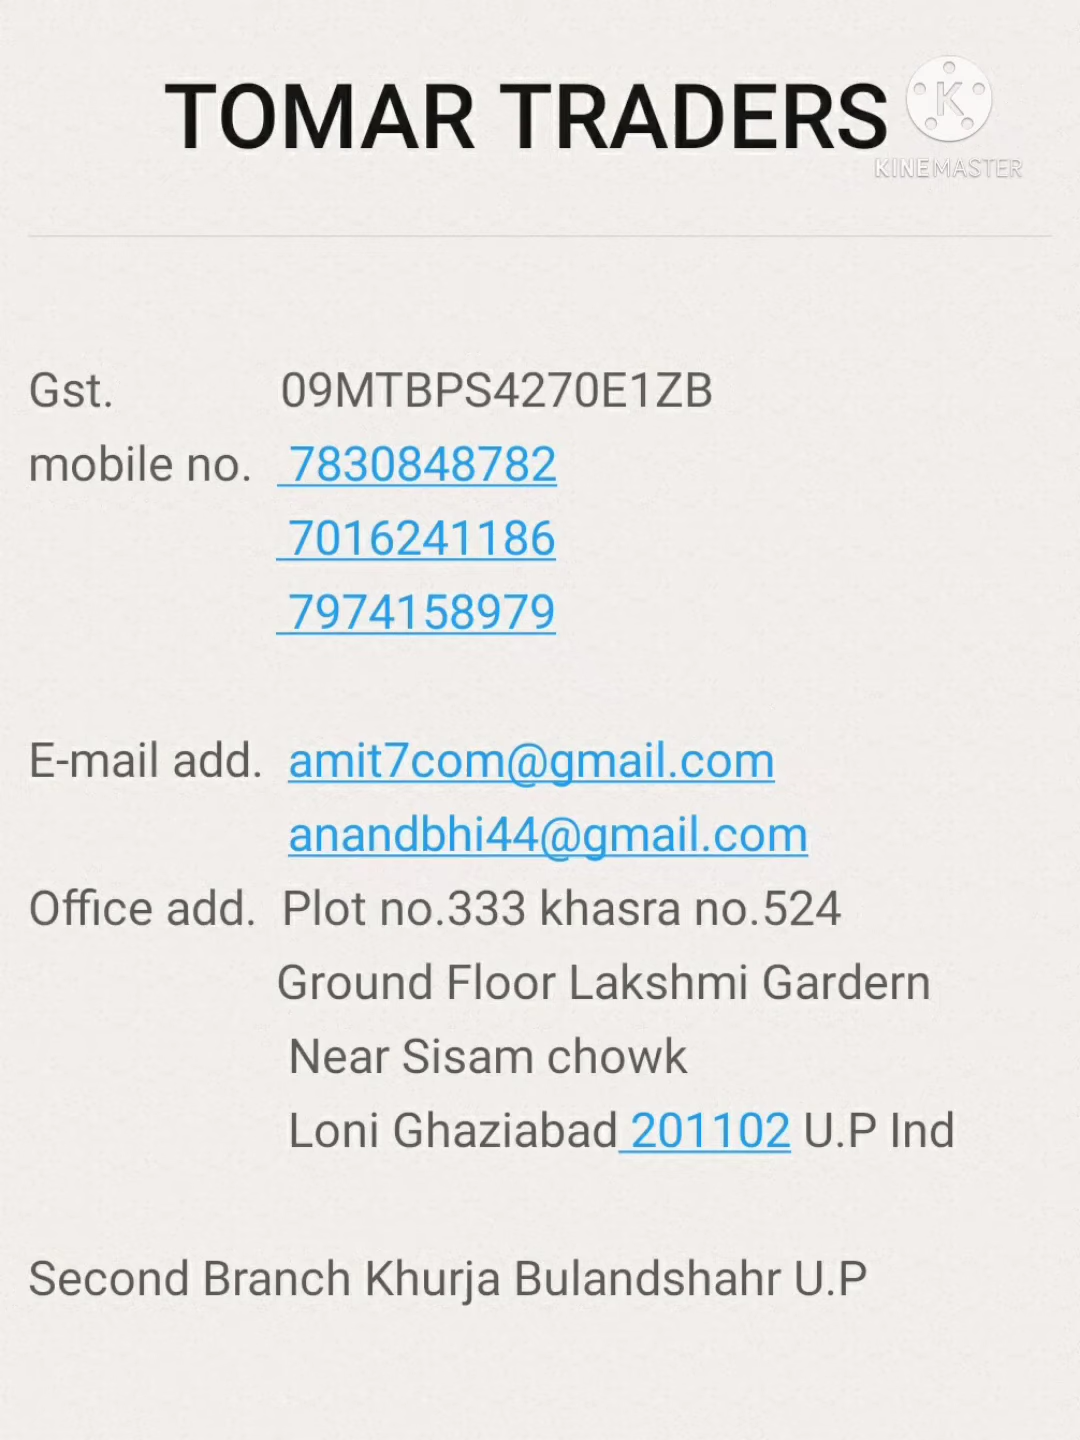 TOMAR TRADERS
KINEMASTER
Gst. 09MTBPS4270E1ZB
mobile no. 7830848782
7016241186
7974158979
E-mail add. amit7com@gmail.com
anandbhi44@gmail.com
Office add. Plot no.333 khasra no.524
Ground Floor Lakshmi Gardern
Near Sisam chowk
Loni Ghaziabad 201102 U.P Ind
Second Branch Khurja Bulandshahr U.P